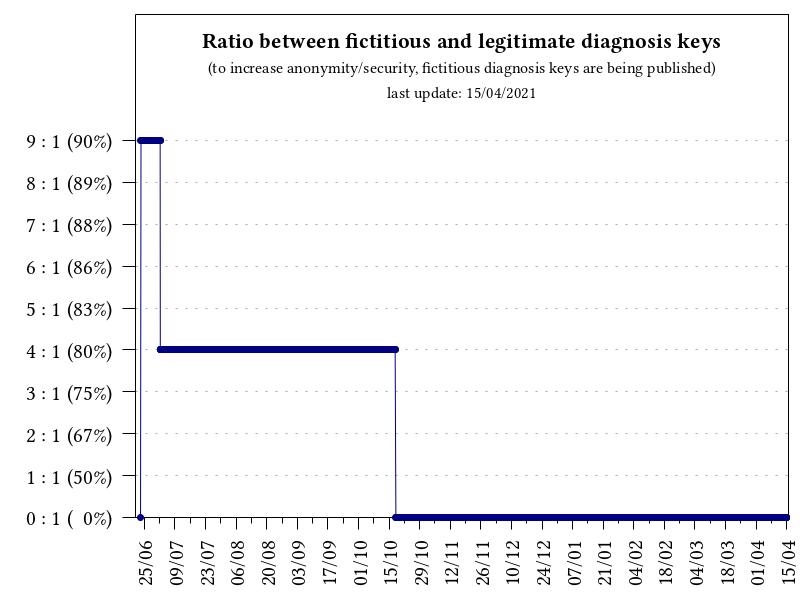 Ratio between fictitious and legitimate diagnosis keys
(to increase anonymity/security, fictitious diagnosis keys are being published)
last update: 15/04/2021
9 : 1 (90%)
8 : 1 (89%)
7 : 1 (88%)
6 : 1 (86%)
5 : 1 (83%)
4 : 1 (80%)
3 : 1 (75%)
2 : 1 (67%)
1 : 1 (50%)
0 : 1 (  0%)
25/06
09/07
23/07
06/08
20/08
03/09
17/09
01/10
15/10
29/10
12/11
26/11
10/12
24/12
07/01
21/01
04/02
18/02
04/03
18/03
01/04
15/04